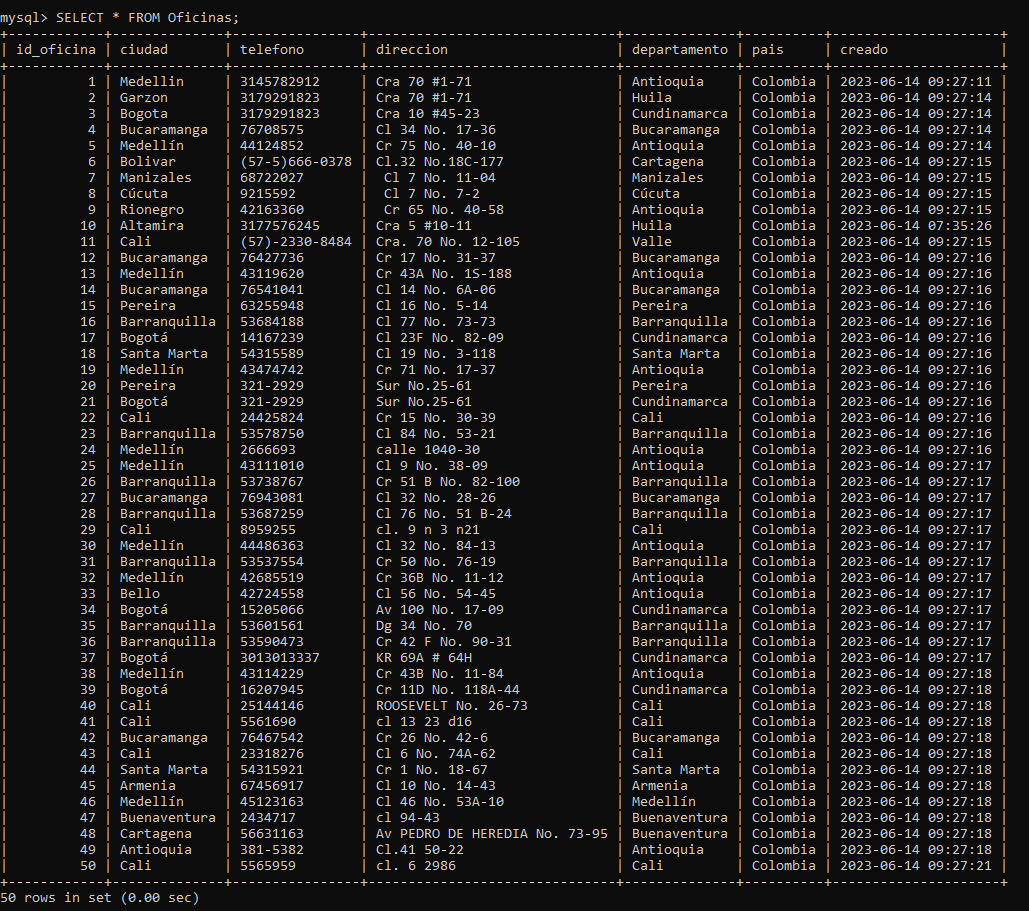 mysql> SELECT * FROM Oficinas;
+------------+--------------+----------------+-------------------------------+--------------+----------+---------------------+
| id_oficina | ciudad       | telefono       | direccion                     | departamento | pais     | creado              |
+------------+--------------+----------------+-------------------------------+--------------+----------+---------------------+
|          1 | Medellin     | 3145782912     | Cra 70 #1-71                  | Antioquia    | Colombia | 2023-06-14 09:27:11 |
|          2 | Garzon       | 3179291823     | Cra 70 #1-71                  | Huila        | Colombia | 2023-06-14 09:27:14 |
|          3 | Bogota       | 3179291823     | Cra 10 #45-23                 | Cundinamarca | Colombia | 2023-06-14 09:27:14 |
|          4 | Bucaramanga  | 76708575       | Cl 34 No. 17-36               | Bucaramanga  | Colombia | 2023-06-14 09:27:14 |
|          5 | Medellín     | 44124852       | Cr 75 No. 40-10               | Antioquia    | Colombia | 2023-06-14 09:27:14 |
|          6 | Bolivar      | (57-5)666-0378 | Cl.32 No.18C-177              | Cartagena    | Colombia | 2023-06-14 09:27:15 |
|          7 | Manizales    | 68722027       |  Cl 7 No. 11-04               | Manizales    | Colombia | 2023-06-14 09:27:15 |
|          8 | Cúcuta       | 9215592        |  Cl 7 No. 7-2                 | Cúcuta       | Colombia | 2023-06-14 09:27:15 |
|          9 | Rionegro     | 42163360       |  Cr 65 No. 40-58              | Antioquia    | Colombia | 2023-06-14 09:27:15 |
|         10 | Altamira     | 3177576245     | Cra 5 #10-11                  | Huila        | Colombia | 2023-06-14 07:35:26 |
|         11 | Cali         | (57)-2330-8484 | Cra. 70 No. 12-105            | Valle        | Colombia | 2023-06-14 09:27:15 |
|         12 | Bucaramanga  | 76427736       | Cr 17 No. 31-37               | Bucaramanga  | Colombia | 2023-06-14 09:27:16 |
|         13 | Medellín     | 43119620       | Cr 43A No. 1S-188             | Antioquia    | Colombia | 2023-06-14 09:27:16 |
|         14 | Bucaramanga  | 76541041       | Cl 14 No. 6A-06               | Bucaramanga  | Colombia | 2023-06-14 09:27:16 |
|         15 | Pereira      | 63255948       | Cl 16 No. 5-14                | Pereira      | Colombia | 2023-06-14 09:27:16 |
|         16 | Barranquilla | 53684188       | Cl 77 No. 73-73               | Barranquilla | Colombia | 2023-06-14 09:27:16 |
|         17 | Bogotá       | 14167239       | Cl 23F No. 82-09              | Cundinamarca | Colombia | 2023-06-14 09:27:16 |
|         18 | Santa Marta  | 54315589       | Cl 19 No. 3-118               | Santa Marta  | Colombia | 2023-06-14 09:27:16 |
|         19 | Medellín     | 43474742       | Cr 71 No. 17-37               | Antioquia    | Colombia | 2023-06-14 09:27:16 |
|         20 | Pereira      | 321-2929       | Sur No.25-61                  | Pereira      | Colombia | 2023-06-14 09:27:16 |
|         21 | Bogotá       | 321-2929       | Sur No.25-61                  | Cundinamarca | Colombia | 2023-06-14 09:27:16 |
|         22 | Cali         | 24425824       | Cr 15 No. 30-39               | Cali         | Colombia | 2023-06-14 09:27:16 |
|         23 | Barranquilla | 53578750       | Cl 84 No. 53-21               | Barranquilla | Colombia | 2023-06-14 09:27:16 |
|         24 | Medellín     | 2666693        | calle 1040-30                 | Antioquia    | Colombia | 2023-06-14 09:27:16 |
|         25 | Medellín     | 43111010       | Cl 9 No. 38-09                | Antioquia    | Colombia | 2023-06-14 09:27:17 |
|         26 | Barranquilla | 53738767       | Cr 51 B No. 82-100            | Barranquilla | Colombia | 2023-06-14 09:27:17 |
|         27 | Bucaramanga  | 76943081       | Cl 32 No. 28-26               | Bucaramanga  | Colombia | 2023-06-14 09:27:17 |
|         28 | Barranquilla | 53687259       | Cl 76 No. 51 B-24             | Barranquilla | Colombia | 2023-06-14 09:27:17 |
|         29 | Cali         | 8959255        | cl. 9 n 3 n21                 | Cali         | Colombia | 2023-06-14 09:27:17 |
|         30 | Medellín     | 44486363       | Cl 32 No. 84-13               | Antioquia    | Colombia | 2023-06-14 09:27:17 |
|         31 | Barranquilla | 53537554       | Cr 50 No. 76-19               | Barranquilla | Colombia | 2023-06-14 09:27:17 |
|         32 | Medellín     | 42685519       | Cr 36B No. 11-12              | Antioquia    | Colombia | 2023-06-14 09:27:17 |
|         33 | Bello        | 42724558       | Cl 56 No. 54-45               | Antioquia    | Colombia | 2023-06-14 09:27:17 |
|         34 | Bogotá       | 15205066       | Av 100 No. 17-09              | Cundinamarca | Colombia | 2023-06-14 09:27:17 |
|         35 | Barranquilla | 53601561       | Dg 34 No. 70                  | Barranquilla | Colombia | 2023-06-14 09:27:17 |
|         36 | Barranquilla | 53590473       | Cr 42 F No. 90-31             | Barranquilla | Colombia | 2023-06-14 09:27:17 |
|         37 | Bogotá       | 3013013337     | KR 69A # 64H                  | Cundinamarca | Colombia | 2023-06-14 09:27:17 |
|         38 | Medellín     | 43114229       | Cr 43B No. 11-84              | Antioquia    | Colombia | 2023-06-14 09:27:18 |
|         39 | Bogotá       | 16207945       | Cr 11D No. 118A-44            | Cundinamarca | Colombia | 2023-06-14 09:27:18 |
|         40 | Cali         | 25144146       | ROOSEVELT No. 26-73           | Cali         | Colombia | 2023-06-14 09:27:18 |
|         41 | Cali         | 5561690        | cl 13 23 d16                  | Cali         | Colombia | 2023-06-14 09:27:18 |
|         42 | Bucaramanga  | 76467542       | Cr 26 No. 42-6                | Bucaramanga  | Colombia | 2023-06-14 09:27:18 |
|         43 | Cali         | 23318276       | Cl 6 No. 74A-62               | Cali         | Colombia | 2023-06-14 09:27:18 |
|         44 | Santa Marta  | 54315921       | Cr 1 No. 18-67                | Santa Marta  | Colombia | 2023-06-14 09:27:18 |
|         45 | Armenia      | 67456917       | Cl 10 No. 14-43               | Armenia      | Colombia | 2023-06-14 09:27:18 |
|         46 | Medellín     | 45123163       | Cl 46 No. 53A-10              | Medellín     | Colombia | 2023-06-14 09:27:18 |
|         47 | Buenaventura | 2434717        | cl 94-43                      | Buenaventura | Colombia | 2023-06-14 09:27:18 |
|         48 | Cartagena    | 56631163       | Av PEDRO DE HEREDIA No. 73-95 | Buenaventura | Colombia | 2023-06-14 09:27:18 |
|         49 | Antioquia    | 381-5382       | Cl.41 50-22                   | Antioquia    | Colombia | 2023-06-14 09:27:18 |
|         50 | Cali         | 5565959        | cl. 6 2986                    | Cali         | Colombia | 2023-06-14 09:27:21 |
+------------+--------------+----------------+-------------------------------+--------------+----------+---------------------+
50 rows in set (0.00 sec)